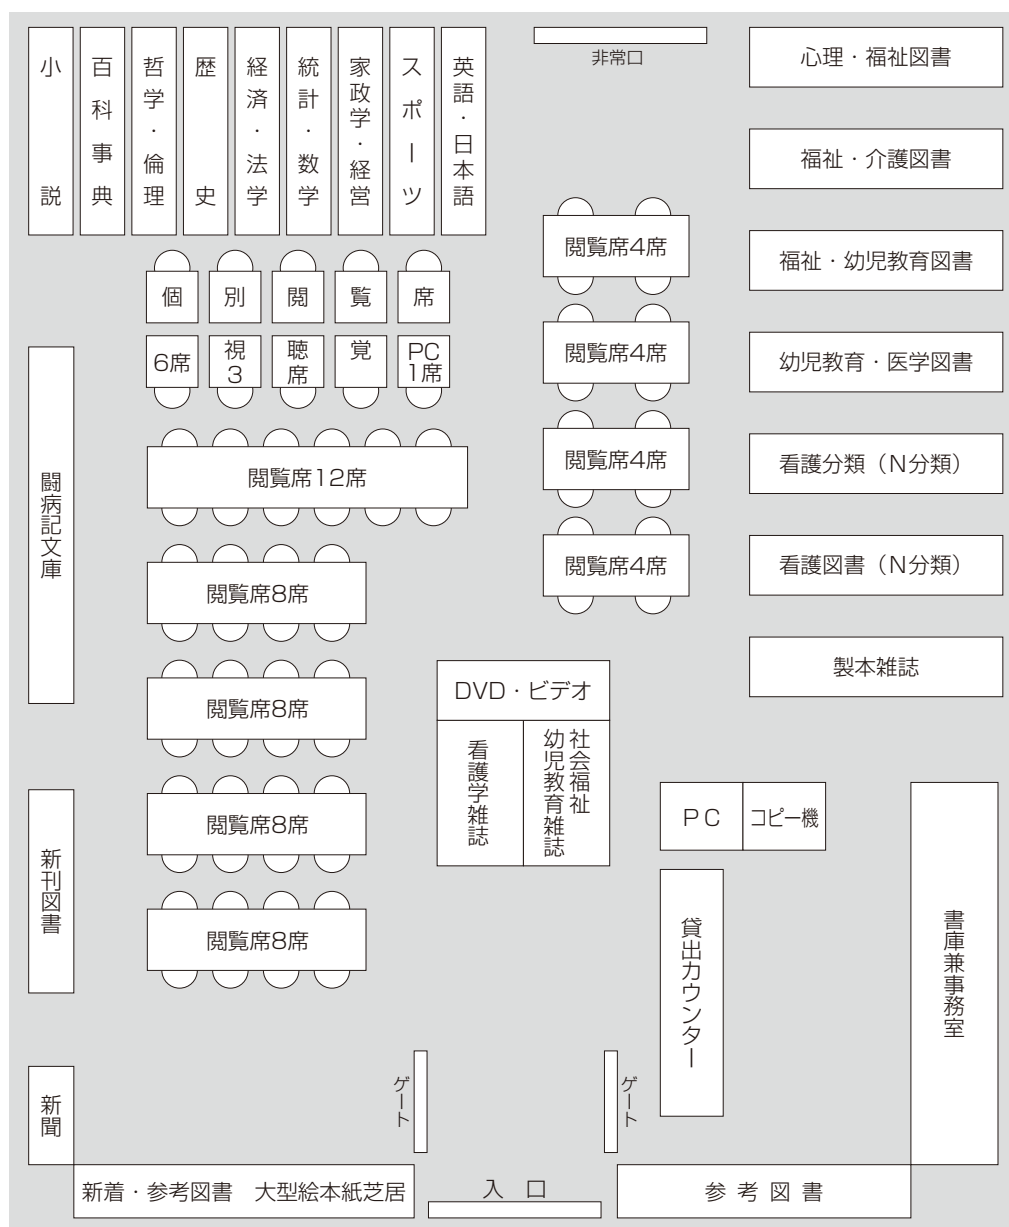 小説
百科事典
哲学・倫理
歴史
経済・法学
統計・数学
家政学・経営
スポーツ
英語・日本語
非常口
心理・福祉図書
福祉・介護図書
福祉・幼児教育図書
幼児教育・医学図書
看護分類（N分類）
看護図書（N分類）
製本雑誌
閲覧席4席
閲覧席4席
閲覧席4席
閲覧席4席
個別閲覧席
6席
視聴覚
3席
PC
1席
閲覧席12席
閲覧席8席
閲覧席8席
閲覧席8席
閲覧席8席
闘病記文庫
新刊図書
新聞
DVD・ビデオ
看護学雑誌
社会福祉
幼児教育雑誌
PC
コピー機
貸出カウンター
書庫兼事務室
ゲート
ゲート
新着・参考図書　大型絵本紙芝居
入口
参考図書